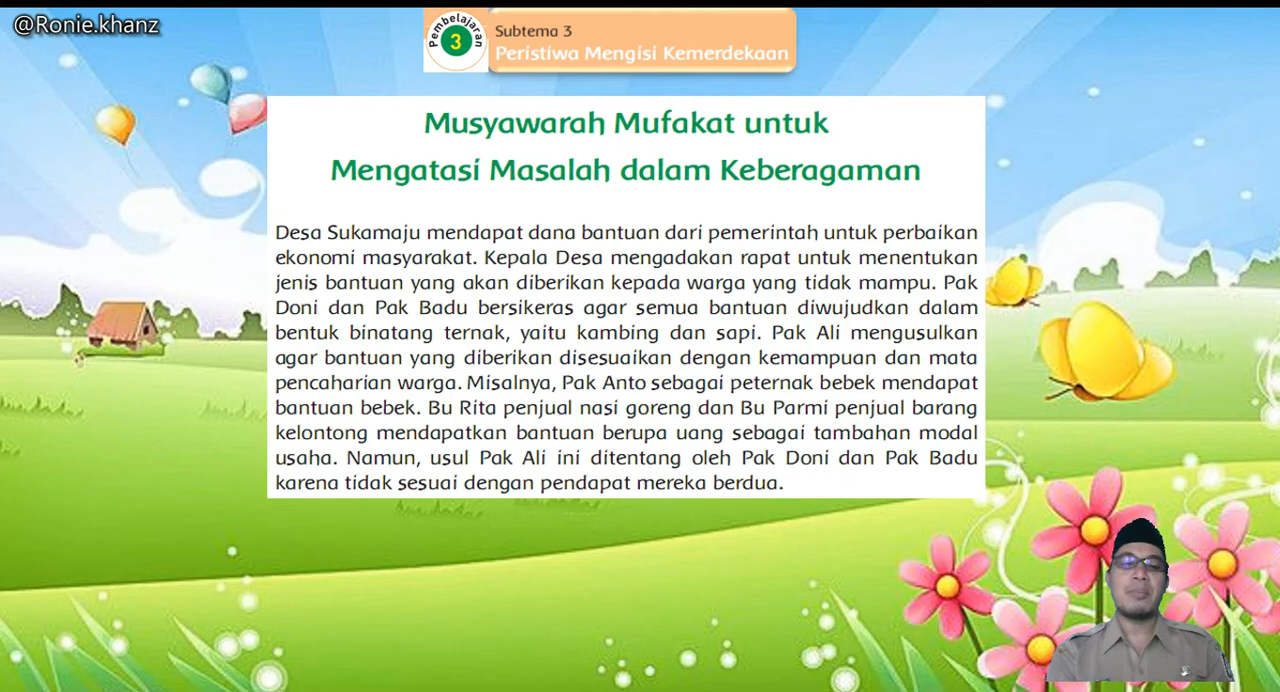 @Ronie.khanz
Pembelajaran
3
Subtema 3
Peristiwa Mengisi Kemerdekaan
Musyawarah Mufakat untuk
Mengatasi Masalah dalam Keberagaman
Desa Sukamaju mendapat dana bantuan dari pemerintah untuk perbaikan
ekonomi masyarakat. Kepala Desa mengadakan rapat untuk menentukan
jenis bantuan yang akan diberikan kepada warga yang tidak mampu. Pak
Doni dan Pak Badu bersikeras agar semua bantuan diwujudkan dalam
bentuk binatang ternak, yaitu kambing dan sapi. Pak Ali mengusulkan
agar bantuan yang diberikan disesuaikan dengan kemampuan dan mata
pencaharian warga. Misalnya, Pak Anto sebagai peternak bebek mendapat
bantuan bebek. Bu Rita penjual nasi goreng dan Bu Parmi penjual barang
kelontong mendapatkan bantuan berupa uang sebagai tambahan modal
usaha. Namun, usul Pak Ali ini ditentang oleh Pak Doni dan Pak Badu
karena tidak sesuai dengan pendapat mereka berdua.